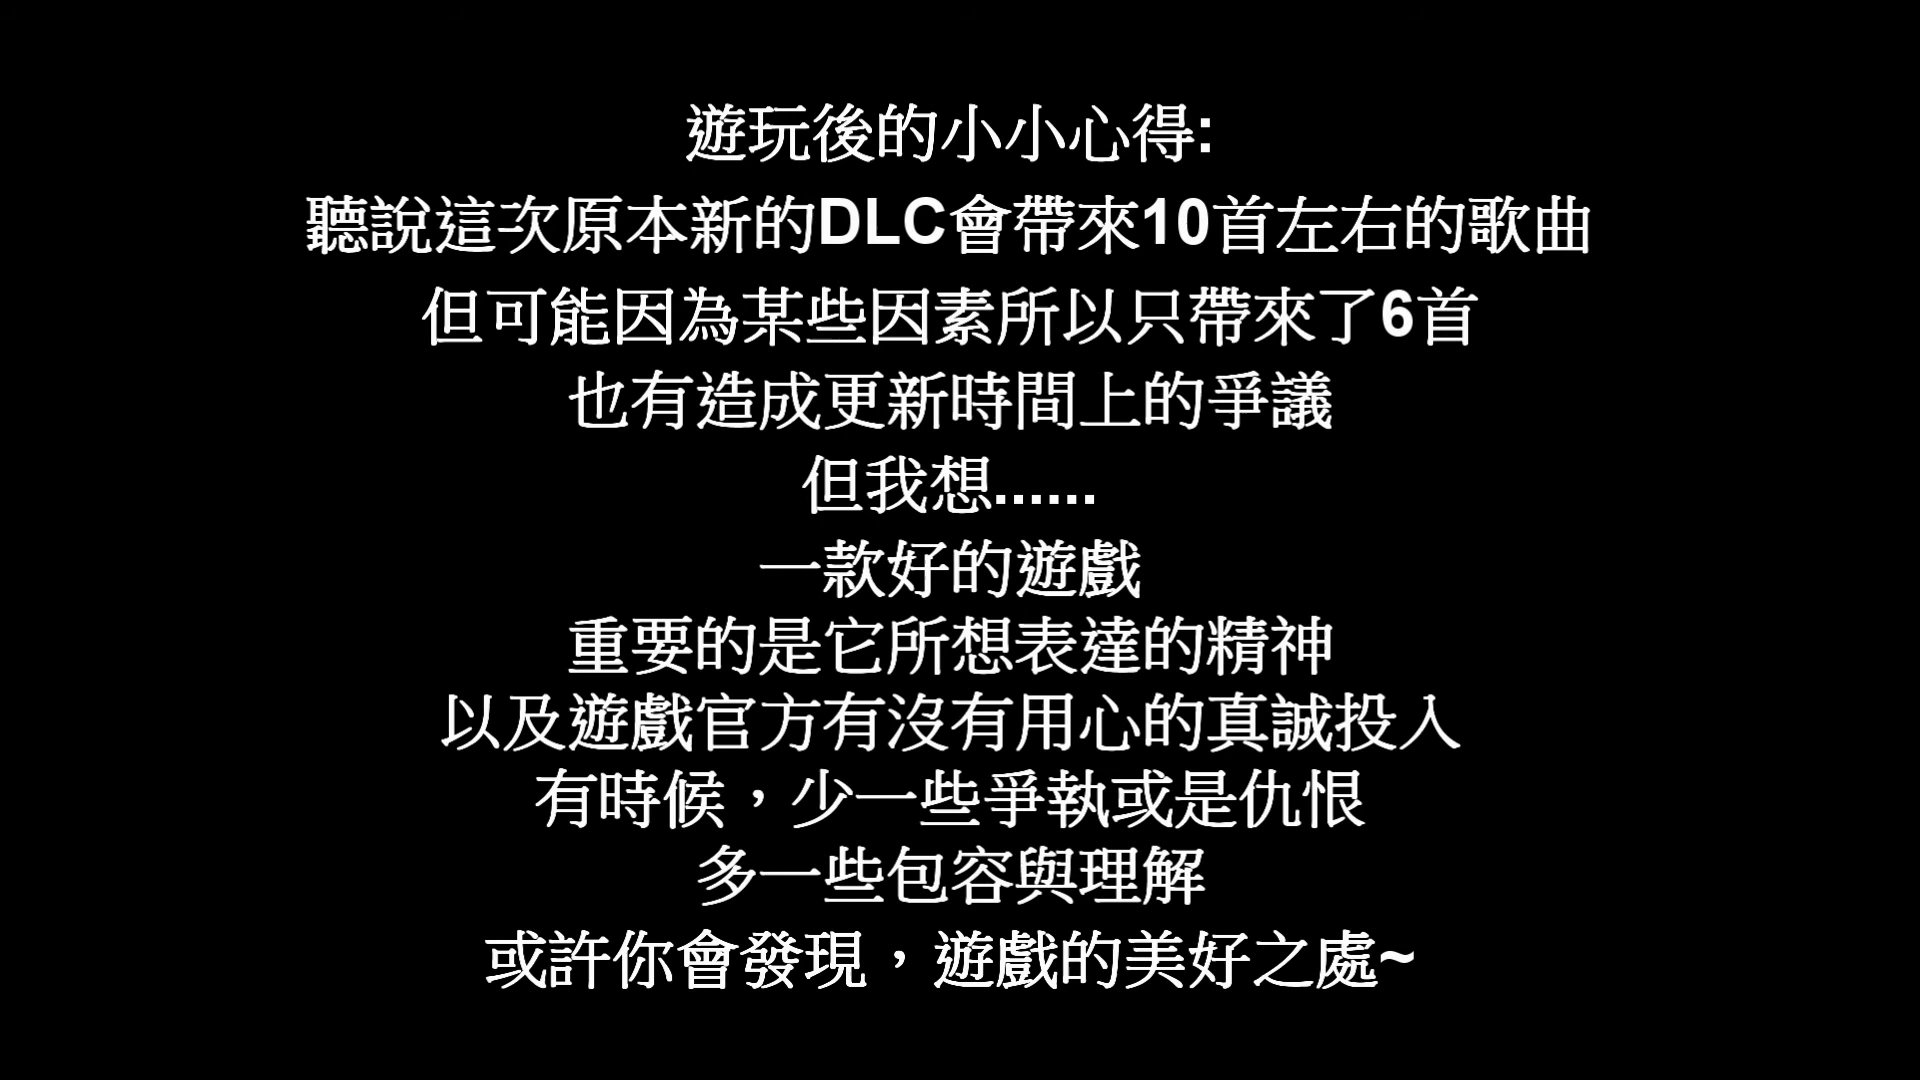 遊玩後的小小心得:
聽說這次原本新的DLC會帶來10首左右的歌曲
但可能因為某些因素所以只帶來了6首
也有造成更新時間上的爭議
但我想......
一款好的遊戲
重要的是它所想表達的精神
以及遊戲官方有沒有用心的真誠投入
有時候，少一些爭執或是仇恨
多一些包容與理解
或許你會發現，遊戲的美好之處~